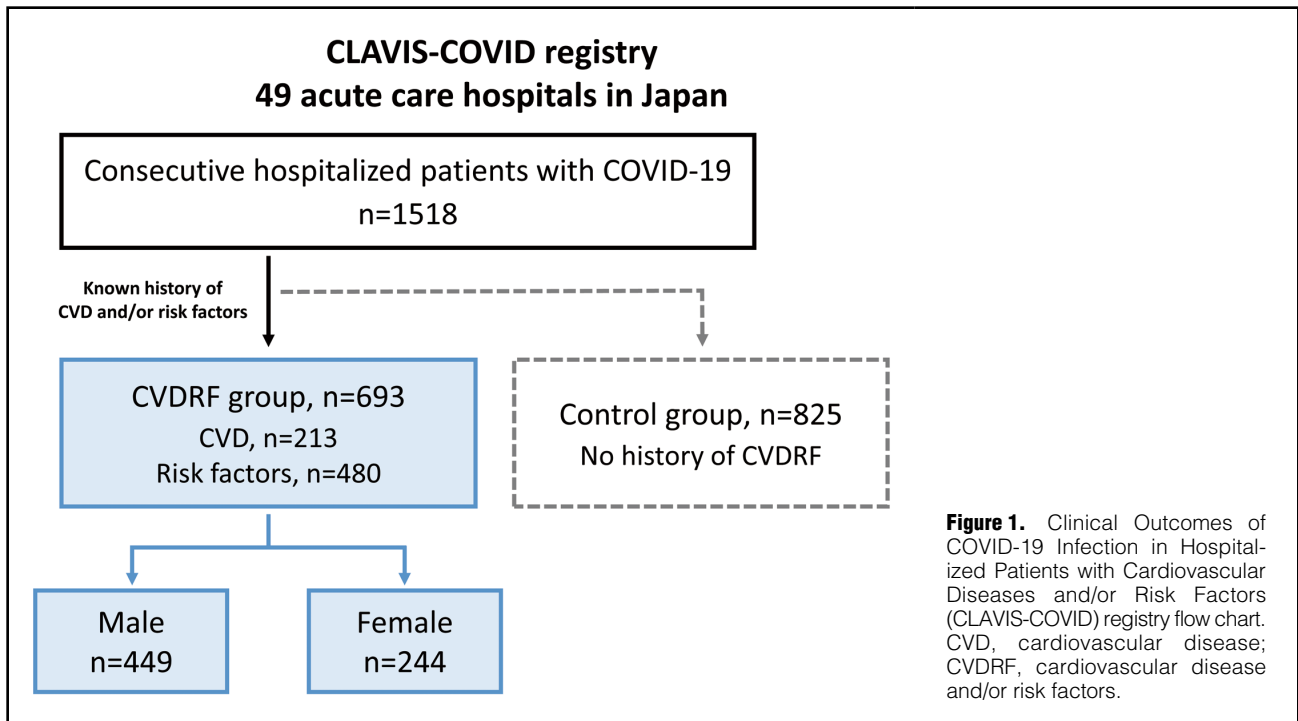 CLAVIS-COVID registry
49 acute care hospitals in Japan
Consecutive hospitalized patients with COVID-19
n=1518
Known history of
CVD and/or risk factors
CVDRF group, n=693
CVD, n=213
Risk factors, n=480
Control group, n=825
No history of CVDRF
Male
n=449
Female
n=244
Figure 1. Clinical Outcomes of
COVID-19 Infection in Hospital-
ized Patients with Cardiovascular
Diseases and/or Risk Factors
(CLAVIS-COVID) registry flow chart.
CVD, cardiovascular disease;
CVDRF, cardiovascular disease
and/or risk factors.